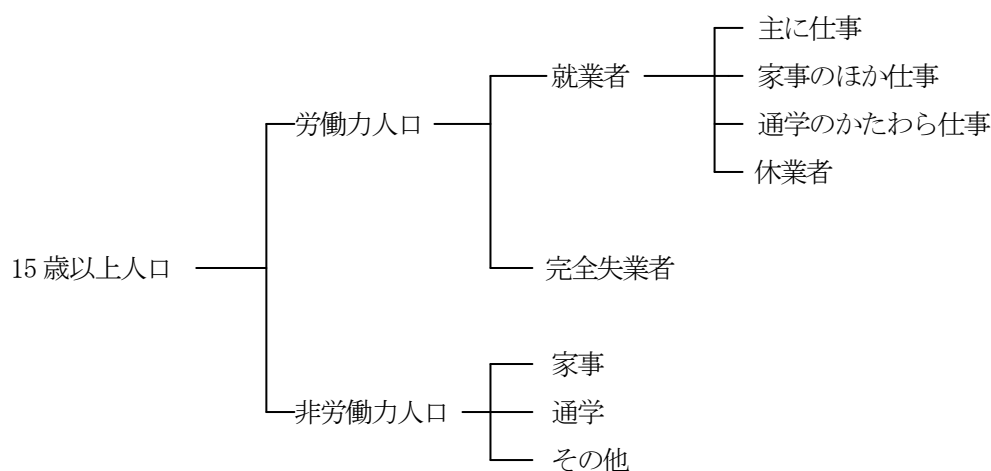 主に仕事
就業者
家事のほか仕事
労働力人口
通学のかたわら仕事
休業者
15歳以上人口
完全失業者
家事
非労働力人口
通学
その他